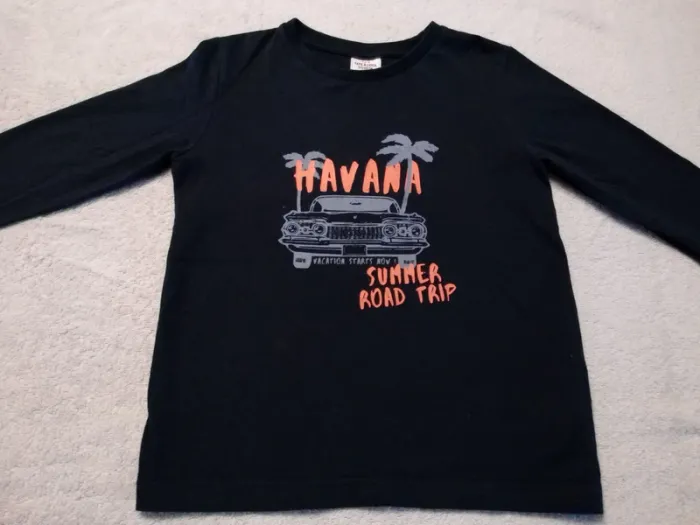 HAVANA
VACATION STARTS NOW!
SUMMER
ROAD TRIP